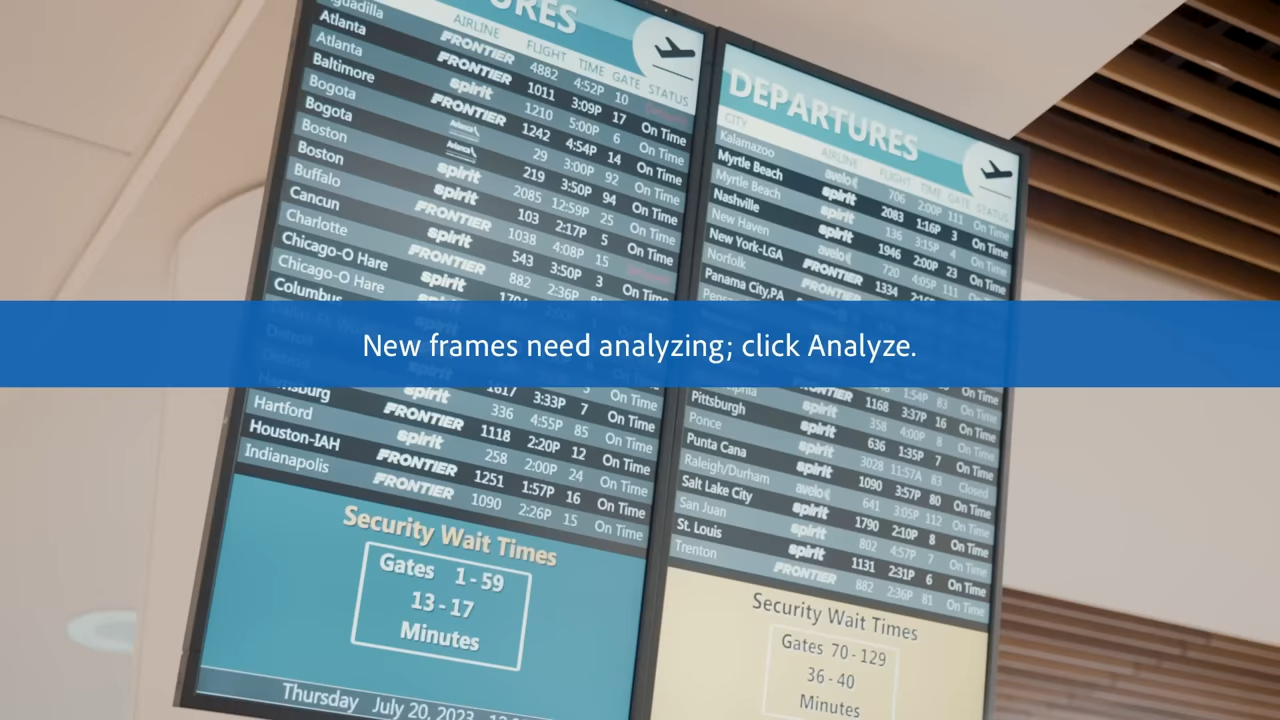 URES
AIRLINE FLIGHT TIME GATE STATUS
guadilla FRONTIER 4882 4:52P 10
Atlanta FRONTIER 1011 3:09P 17 On Time
Atlanta spirit 1210 5:00P 6 On Time
Baltimore FRONTIER 1242 4:54P 14 On Time
Bogota Avianca 29 3:00P 92 On Time
Bogota Avianca 219 3:50P 94 On Time
Boston spirit 2085 12:59P 25 On Time
Boston spirit 103 2:17P 5 On Time
Buffalo FRONTIER 1038 4:08P 15
Cancun spirit 543 3:50P 3 On Time
Charlotte FRONTIER 882 2:36P
Chicago-O Hare spirit
Chicago-O Hare
Columbus
New frames need analyzing; click Analyze.
spirit 1617 3:33P 7 On Time
Hartford FRONTIER 336 4:55P 85 On Time
Houston-IAH spirit 1118 2:20P 12 On Time
Indianapolis FRONTIER 258 2:00P 24 On Time
FRONTIER 1251 1:57P 16 On Time
1090 2:26P 15 On Time
Security Wait Times
Gates 1 - 59
13 - 17
Minutes
Thursday July 20, 2023
DEPARTURES
CITY AIRLINE FLIGHT TIME GATE STATUS
Kalamazoo avelo 706 2:00P 111 On Time
Myrtle Beach spirit 2083 1:16P 3 On Time
Myrtle Beach spirit 136 3:15P 4 On Time
Nashville spirit 1946 2:00P 23 On Time
New Haven avelo 720 4:05P 111 On Time
New York-LGA FRONTIER 1334
Norfolk FRONTIER
Panama City,PA
1:54P 83 On Time
FRONTIER 1168 3:37P 16 On Time
Pittsburgh spirit 358 4:00P 8 On Time
Ponce spirit 636 1:35P 7 On Time
Punta Cana spirit 3028 11:57A 83 Closed
Raleigh/Durham spirit 1090 3:57P 80 On Time
Salt Lake City avelo 641 3:05P 112 On Time
San Juan spirit 1790 2:10P 8 On Time
St. Louis spirit 802 4:57P 7 On Time
Trenton spirit 1131 2:31P 6 On Time
FRONTIER 882 2:36P 81 On Time
Security Wait Times
Gates 70 - 129
36 - 40
Minutes